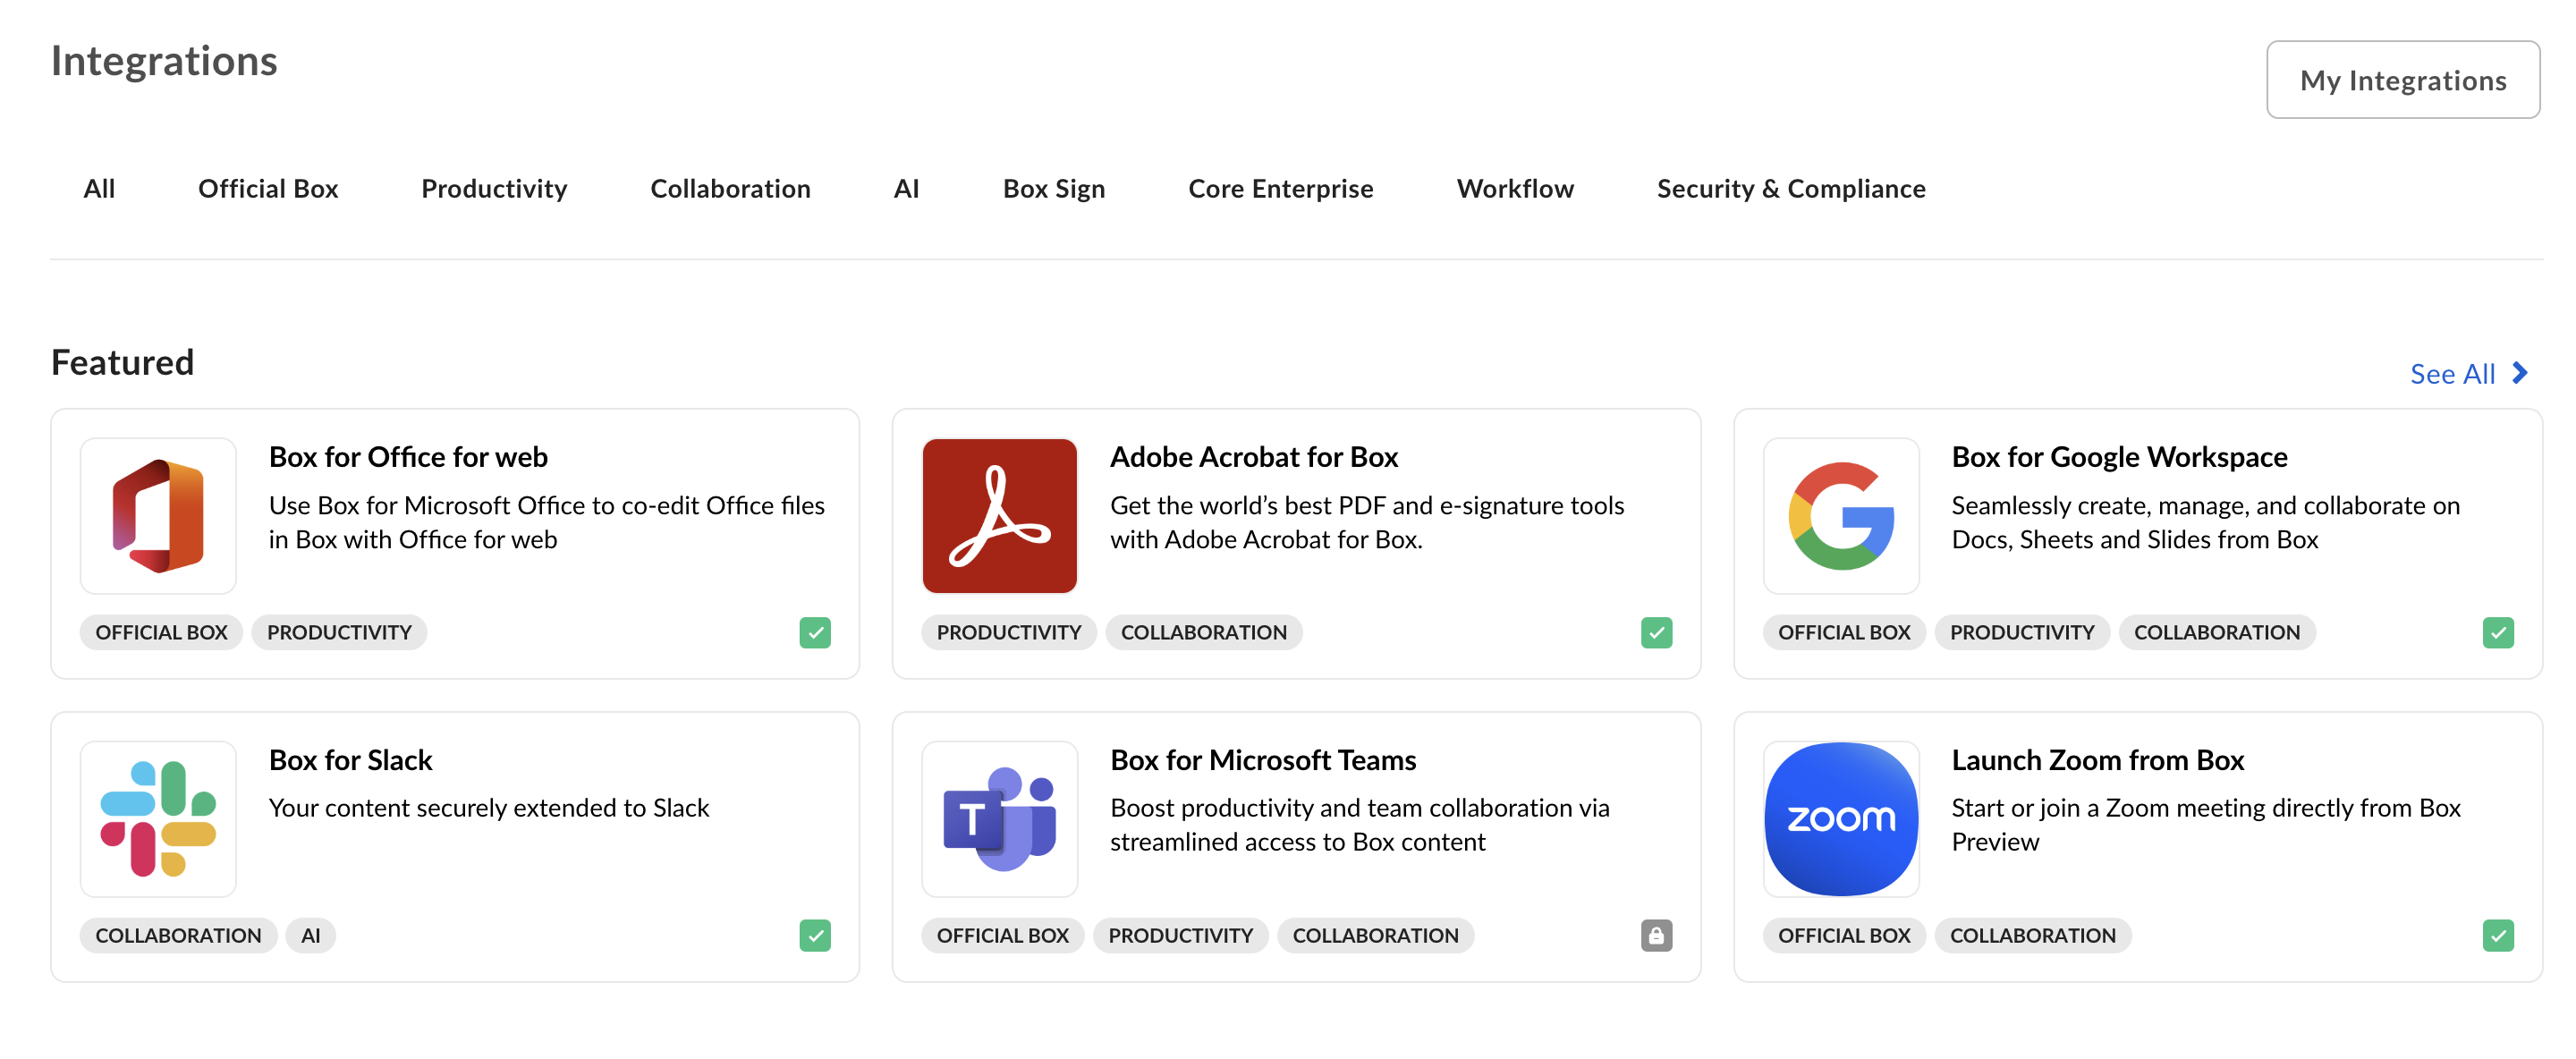 Integrations
My Integrations
All Official Box Productivity Collaboration AI Box Sign Core Enterprise Workflow Security & Compliance
Featured
See All
Box for Office for web
Use Box for Microsoft Office to co-edit Office files
in Box with Office for web
OFFICIAL BOX PRODUCTIVITY
Adobe Acrobat for Box
Get the world’s best PDF and e-signature tools
with Adobe Acrobat for Box.
PRODUCTIVITY COLLABORATION
Box for Google Workspace
Seamlessly create, manage, and collaborate on
Docs, Sheets and Slides from Box
OFFICIAL BOX PRODUCTIVITY COLLABORATION
Box for Slack
Your content securely extended to Slack
COLLABORATION AI
T
Box for Microsoft Teams
Boost productivity and team collaboration via
streamlined access to Box content
OFFICIAL BOX PRODUCTIVITY COLLABORATION
zoom
Launch Zoom from Box
Start or join a Zoom meeting directly from Box
Preview
OFFICIAL BOX COLLABORATION